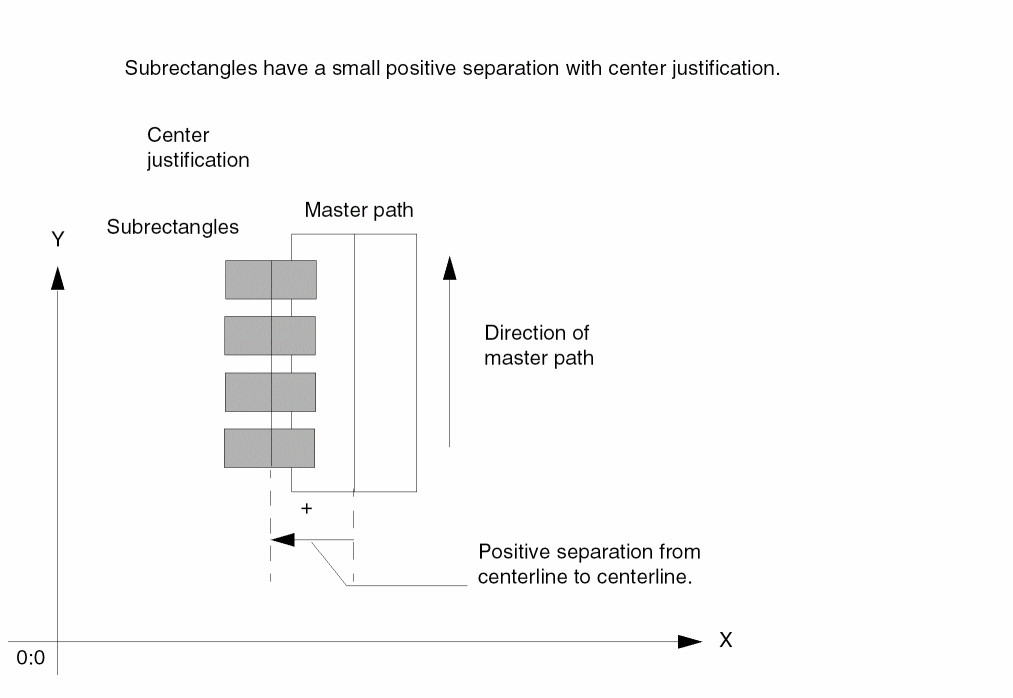 Subrectangles have a small positive separation with center justification.
Center
justification
Master path
Subrectangles
Y
Direction of
master path
+
Positive separation from
centerline to centerline.
X
0:0